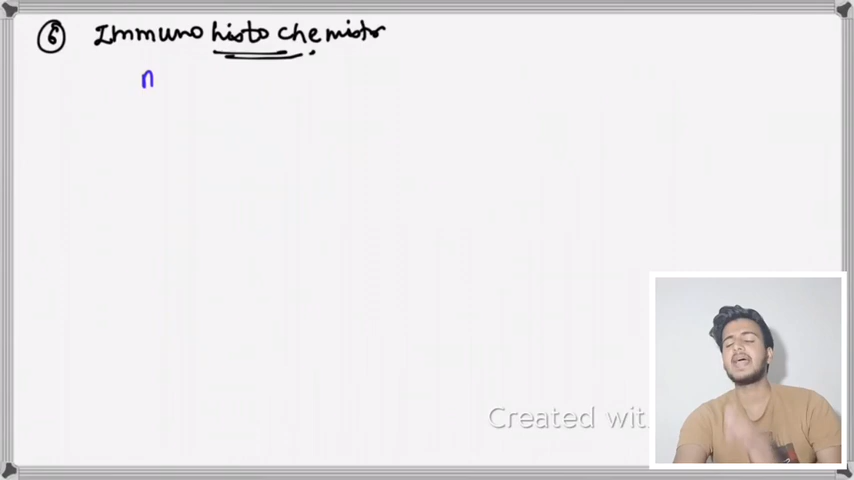 ⑥ Immuno histo chemistr
n
Created wit